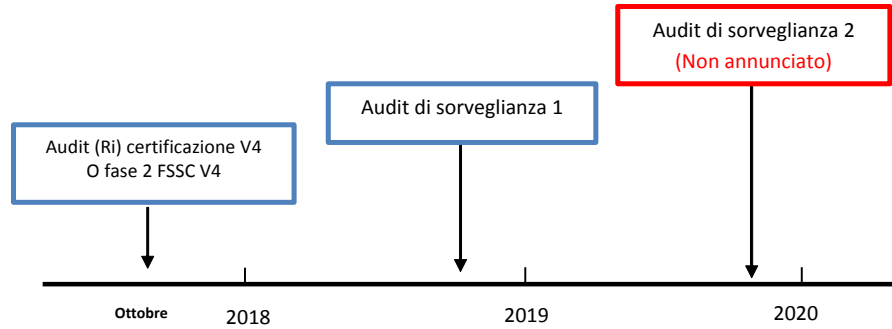 Audit di sorveglianza 2
(Non annunciato)
Audit di sorveglianza 1
Audit (Ri) certificazione V4
O fase 2 FSSC V4
Ottobre
2018
2019
2020